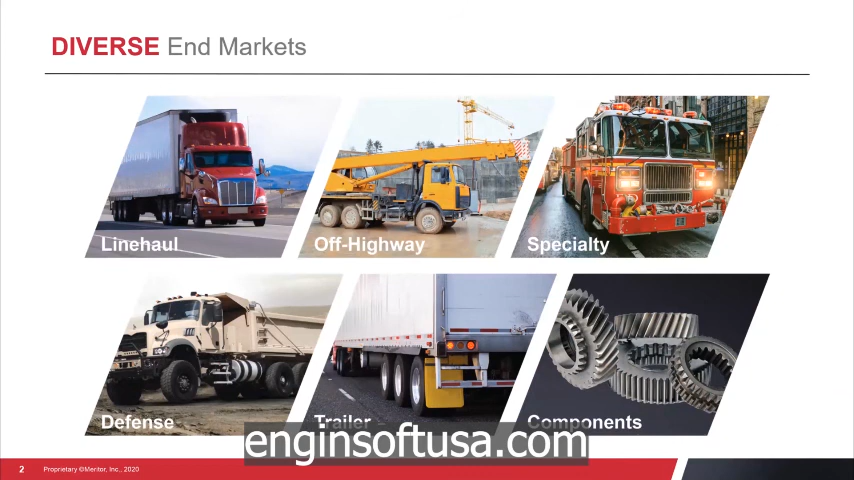 DIVERSE End Markets
Linehaul
Off-Highway
Specialty
Defense
Trailer
Components
enginsoftusa.com
2
Proprietary ©Meritor, Inc., 2020